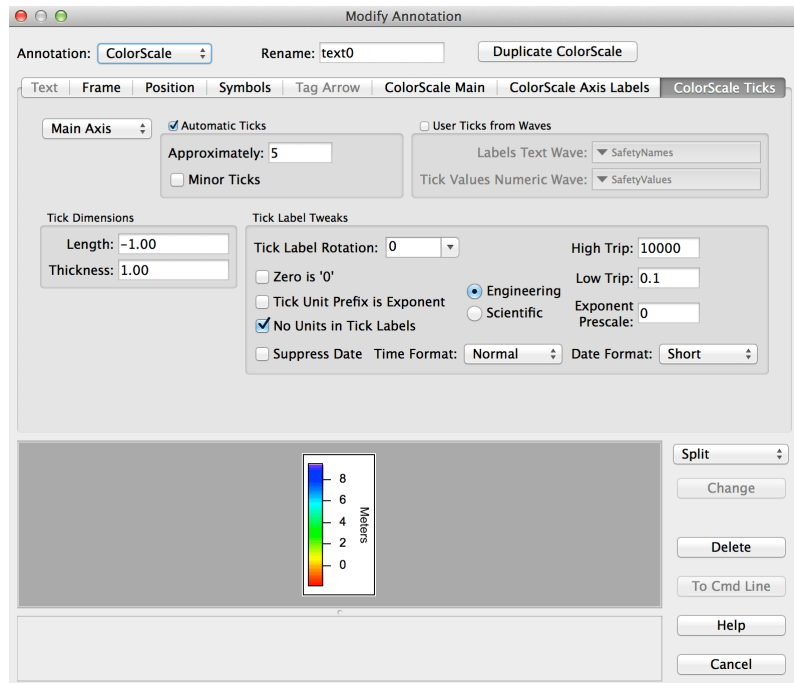 Modify Annotation
Annotation: ColorScale Rename: text0 Duplicate ColorScale
Text Frame Position Symbols Tag Arrow ColorScale Main ColorScale Axis Labels ColorScale Ticks
Main Axis Automatic Ticks User Ticks from Waves
Approximately: 5 Labels Text Wave: SafetyNames
Minor Ticks Tick Values Numeric Wave: SafetyValues
Tick Dimensions Tick Label Tweaks
Length: -1.00 Tick Label Rotation: 0 High Trip: 10000
Thickness: 1.00 Zero is '0' Low Trip: 0.1
Engineering
Tick Unit Prefix is Exponent Scientific Exponent Prescale: 0
No Units in Tick Labels
Suppress Date Time Format: Normal Date Format: Short
Split
8
Change
6
4
Meters
2
Delete
0
To Cmd Line
Help
Cancel